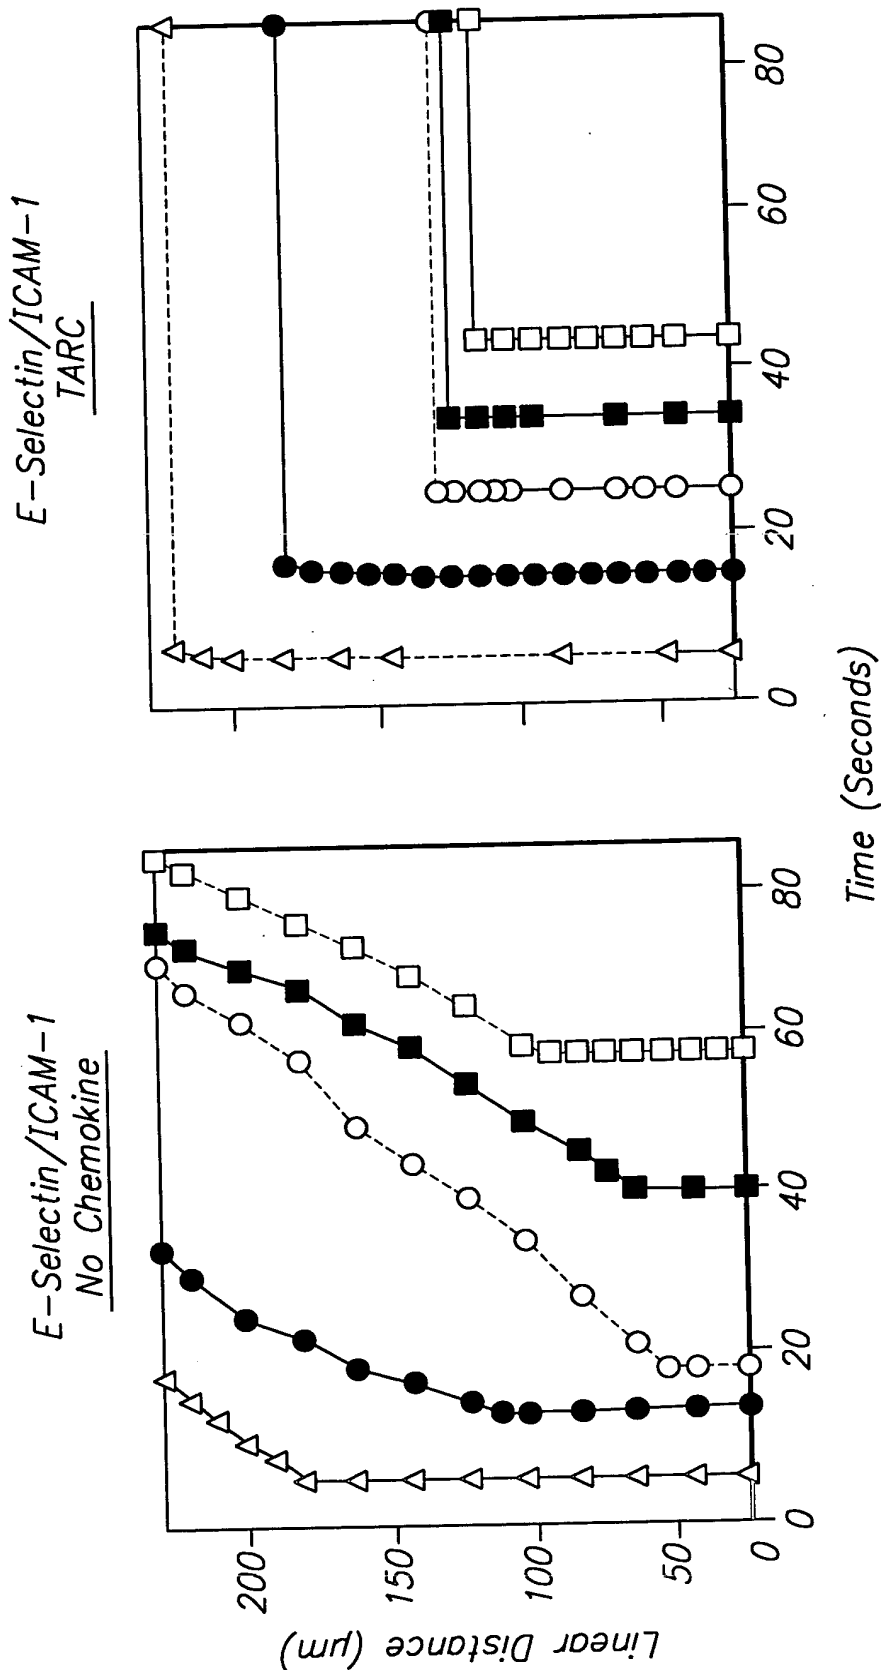 E-Selectin/ICAM-1
No Chemokine
E-Selectin/ICAM-1
TARC
Linear Distance (μm)
200
150
100
50
0
0
20
40
60
80
0
20
40
60
80
Time (Seconds)